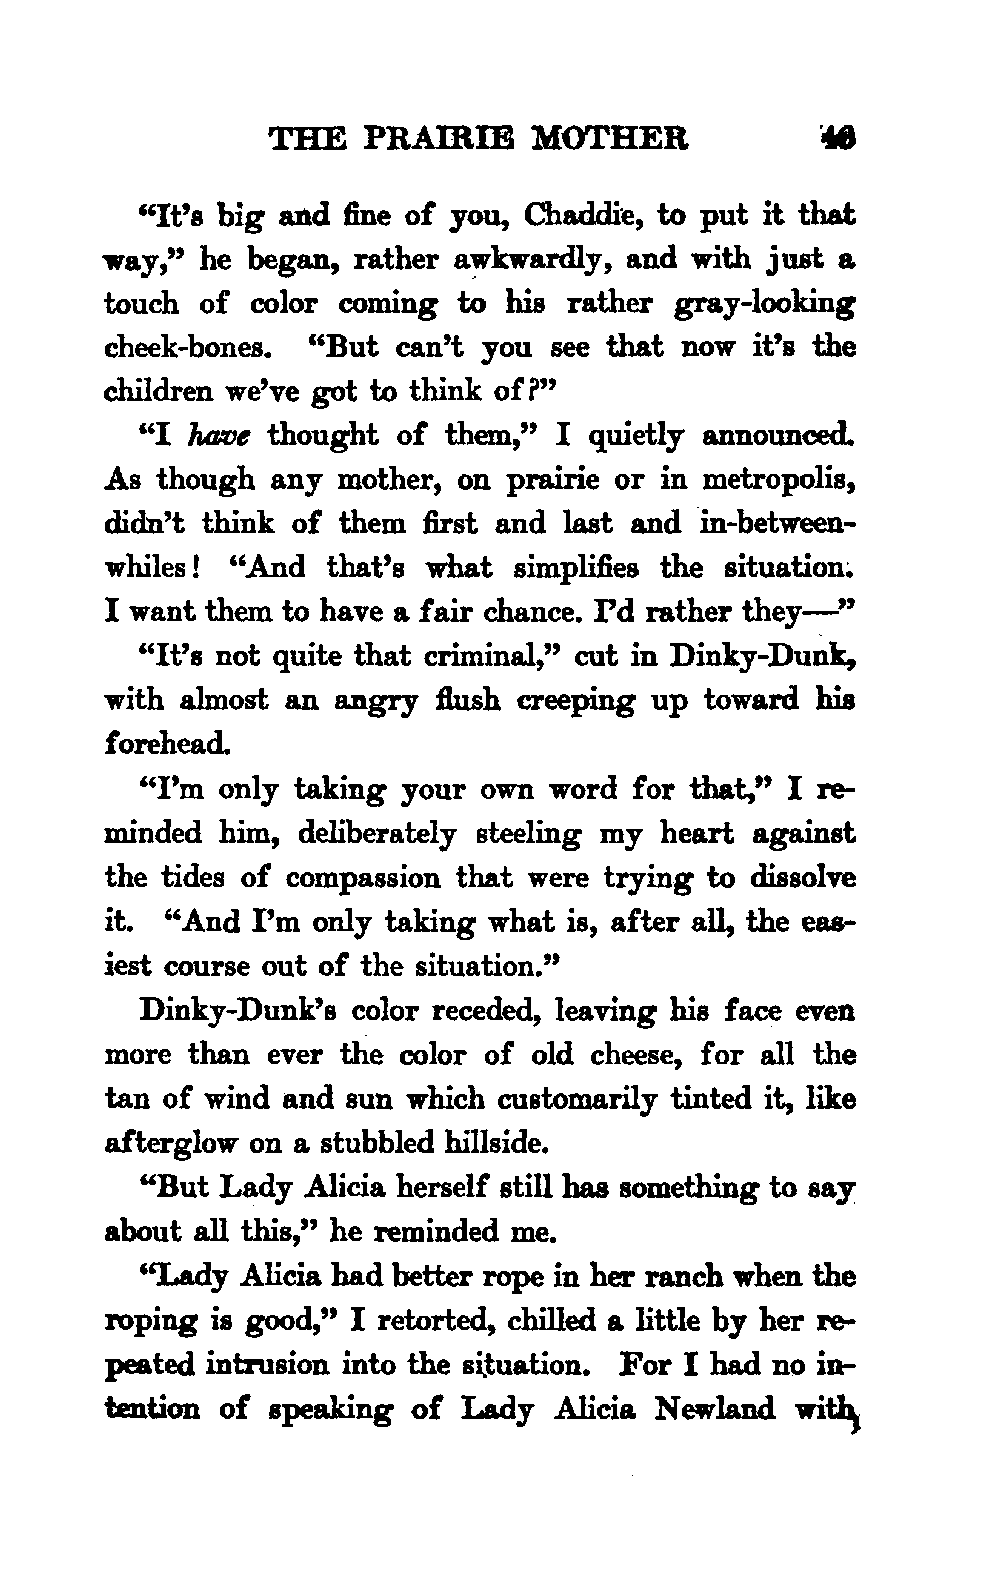 THE PRAIRIE MOTHER
“It’s big and fine of you, Chaddie, to put it that
way,” he began, rather awkwardly, and with just a
touch of color coming to his rather gray-looking
cheek-bones. “But can’t you see that now it’s the
children we’ve got to think of?”
“I have thought of them,” I quietly announced.
As though any mother, on prairie or in metropolis,
didn’t think of them first and last and in-between-
whiles! “And that’s what simplifies the situation.
I want them to have a fair chance. I’d rather they—”
“It’s not quite that criminal,” cut in Dinky-Dunk,
with almost an angry flush creeping up toward his
forehead.
“I’m only taking your own word for that,” I re-
minded him, deliberately steeling my heart against
the tides of compassion that were trying to dissolve
it. “And I’m only taking what is, after all, the eas-
iest course out of the situation.”
Dinky-Dunk’s color receded, leaving his face even
more than ever the color of old cheese, for all the
tan of wind and sun which customarily tinted it, like
afterglow on a stubbled hillside.
“But Lady Alicia herself still has something to say
about all this,” he reminded me.
“Lady Alicia had better rope in her ranch when the
roping is good,” I retorted, chilled a little by her re-
peated intrusion into the situation. For I had no in-
tention of speaking of Lady Alicia Newland with